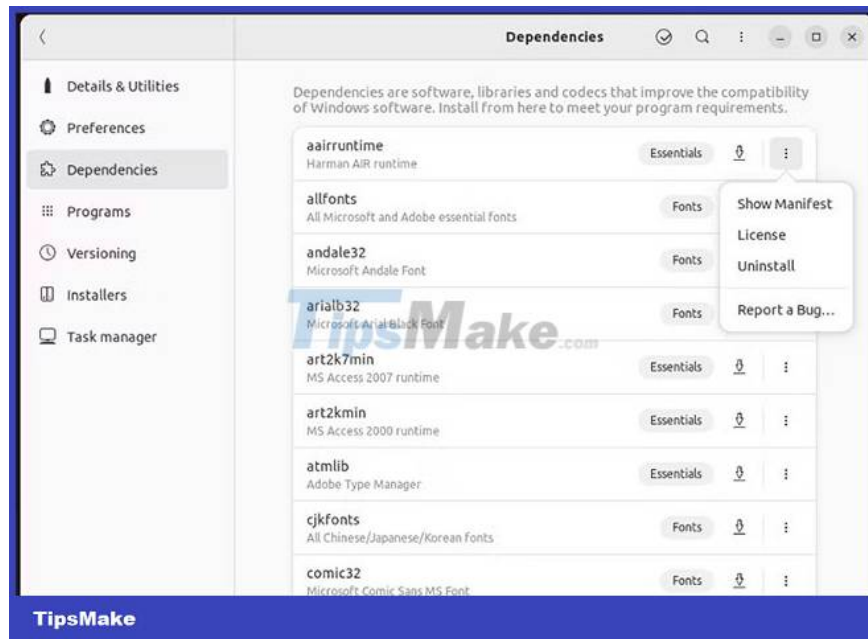 Dependencies
Details & Utilities
Preferences
Dependencies
Programs
Versioning
Installers
Task manager
Dependencies are software, libraries and codecs that improve the compatibility
of Windows software. Install from here to meet your program requirements.
aairruntime
Harman AIR runtime
Essentials
allfonts
All Microsoft and Adobe essential fonts
Fonts
andale32
Microsoft Andale Font
Fonts
arialb32
Microsoft Arial Black Font
Fonts
art2k7min
MS Access 2007 runtime
Essentials
art2kmin
MS Access 2000 runtime
Essentials
atmlib
Adobe Type Manager
Essentials
cjkfonts
All Chinese/Japanese/Korean fonts
Fonts
comic32
Microsoft Comic Sans MS Font
Fonts
Show Manifest
License
Uninstall
Report a Bug...
TipsMake.com
TipsMake